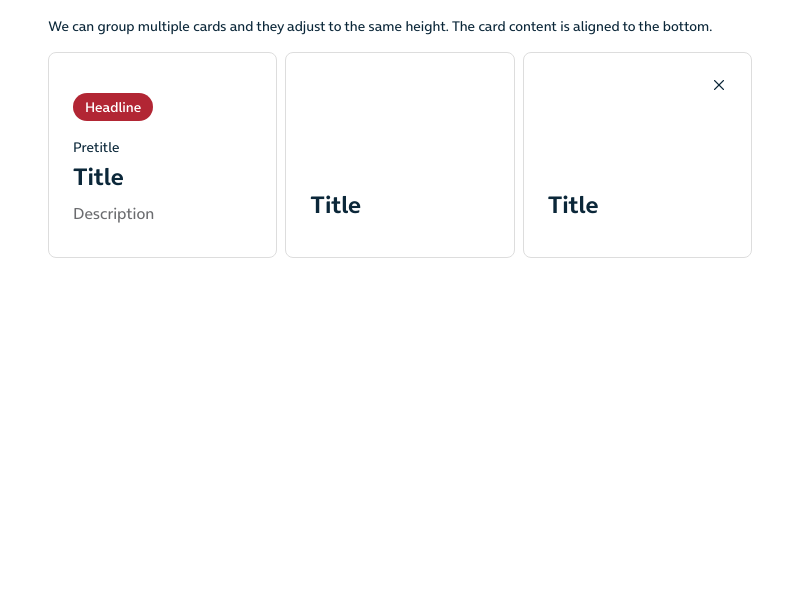 We can group multiple cards and they adjust to the same height. The card content is aligned to the bottom.
Headline
Pretitle
Title
Description
Title
Title